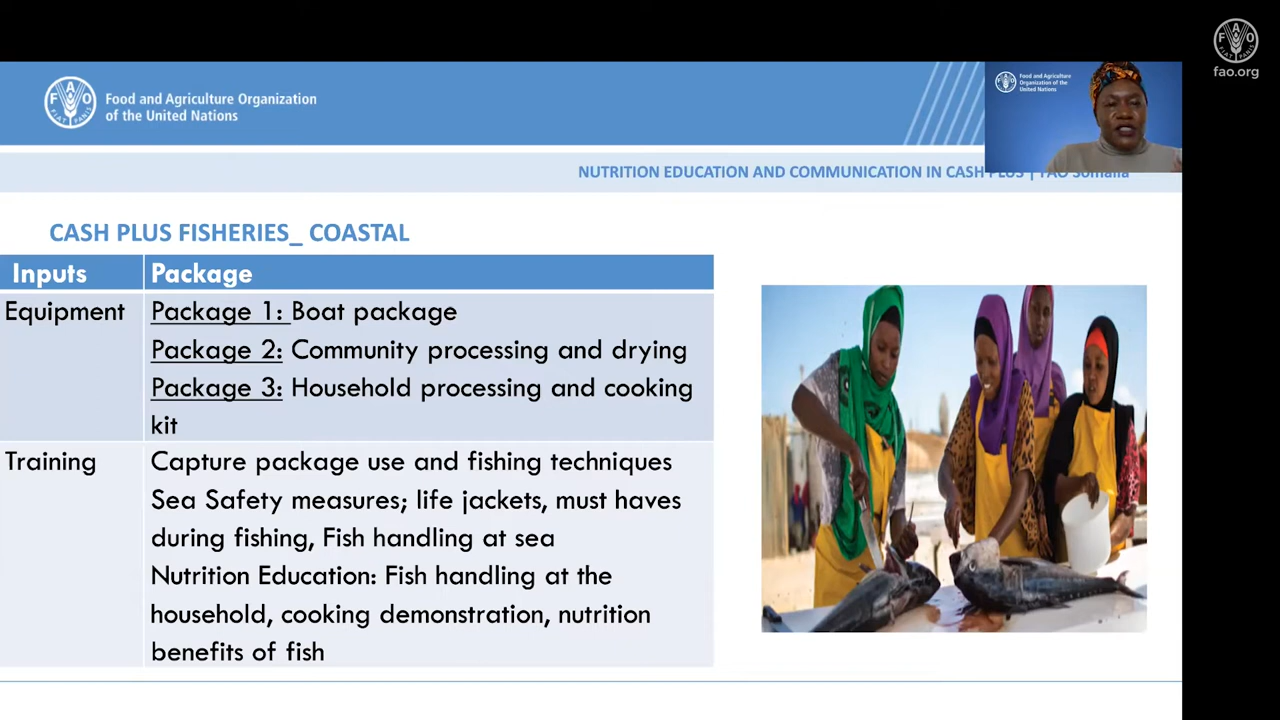 FAO
FIAT PANIS
fao.org
Food and Agriculture Organization
of the United Nations
Food and Agriculture
Organization of the
United Nations
NUTRITION EDUCATION AND COMMUNICATION IN CASH PLUS | FAO Somalia
CASH PLUS FISHERIES_ COASTAL
Inputs Package
Equipment Package 1: Boat package
Package 2: Community processing and drying
Package 3: Household processing and cooking
kit
Training Capture package use and fishing techniques
Sea Safety measures; life jackets, must haves
during fishing, Fish handling at sea
Nutrition Education: Fish handling at the
household, cooking demonstration, nutrition
benefits of fish